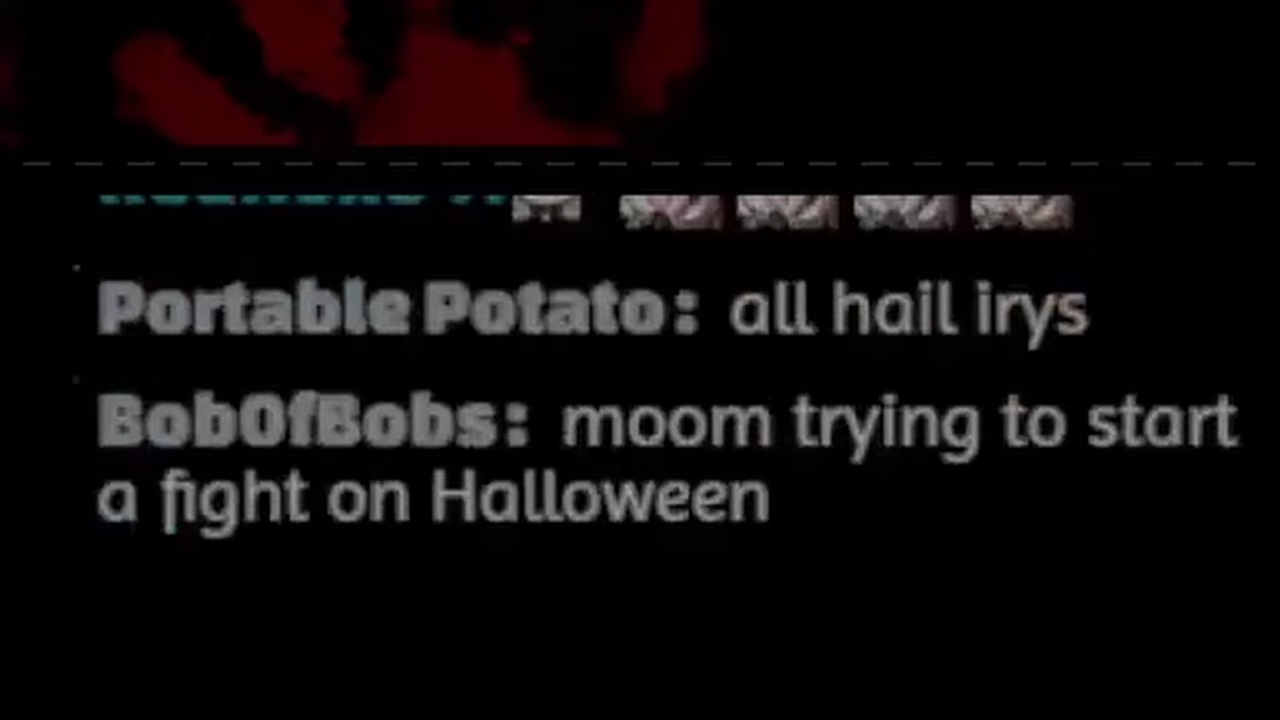 Portable Potato: all hail irys
BobOfBobs: moom trying to start
a fight on Halloween